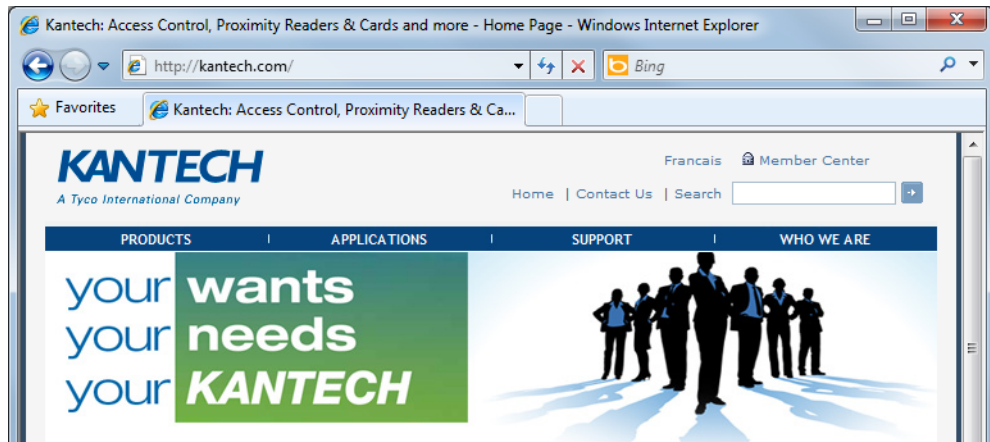 Kantech: Access Control, Proximity Readers & Cards and more - Home Page - Windows Internet Explorer
http://kantech.com/
Bing
Favorites
Kantech: Access Control, Proximity Readers & Ca...
KANTECH
A Tyco International Company
Francais Member Center
Home | Contact Us | Search
PRODUCTS | APPLICATIONS | SUPPORT | WHO WE ARE
your wants
your needs
your KANTECH